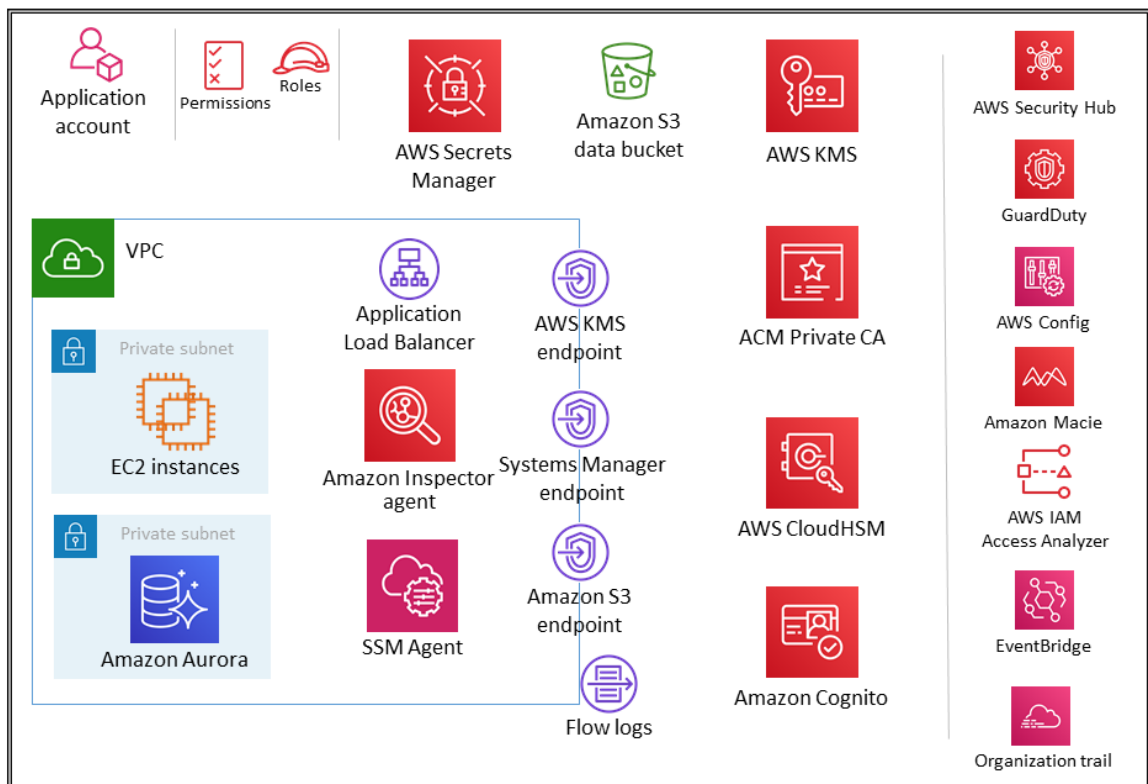 Application
account
Permissions
Roles
AWS Secrets
Manager
Amazon S3
data bucket
AWS KMS
VPC
Application
Load Balancer
AWS KMS
endpoint
Private subnet
EC2 instances
Amazon Inspector
agent
Systems Manager
endpoint
Private subnet
Amazon Aurora
SSM Agent
Amazon S3
endpoint
Flow logs
ACM Private CA
AWS CloudHSM
Amazon Cognito
AWS Security Hub
GuardDuty
AWS Config
Amazon Macie
AWS IAM
Access Analyzer
EventBridge
Organization trail